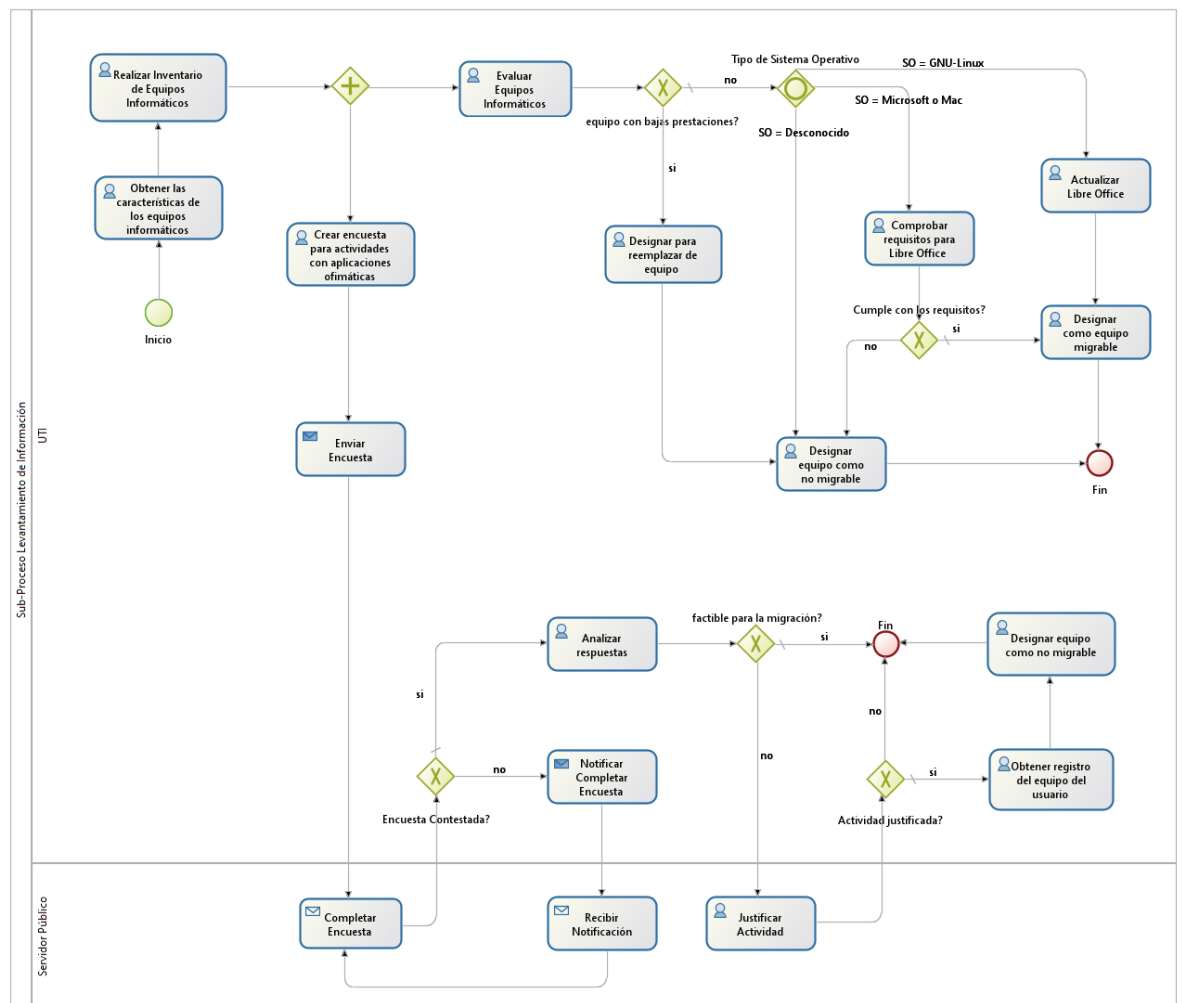 Sub-Proceso Levantamiento de Información
UTI
Servidor Público
Realizar Inventario
de Equipos
Informáticos
Obtener las
características de
los equipos
informáticos
Inicio
Crear encuesta
para actividades
con aplicaciones
ofimáticas
Enviar
Encuesta
Evaluar
Equipos
Informáticos
equipo con bajas prestaciones?
no
si
Designar para
reemplazar de
equipo
Tipo de Sistema Operativo
SO = GNU-Linux
SO = Microsoft o Mac
SO = Desconocido
Actualizar
Libre Office
Comprobar
requisitos para
Libre Office
Cumple con los requisitos?
si
no
Designar
como equipo
migrable
Designar
equipo como
no migrable
Fin
Analizar
respuestas
factible para la migración?
si
no
Fin
Designar equipo
como no migrable
si
no
Encuesta Contestada?
Notificar
Completar
Encuesta
no
Actividad justificada?
si
Obtener registro
del equipo del
usuario
Completar
Encuesta
Recibir
Notificación
Justificar
Actividad